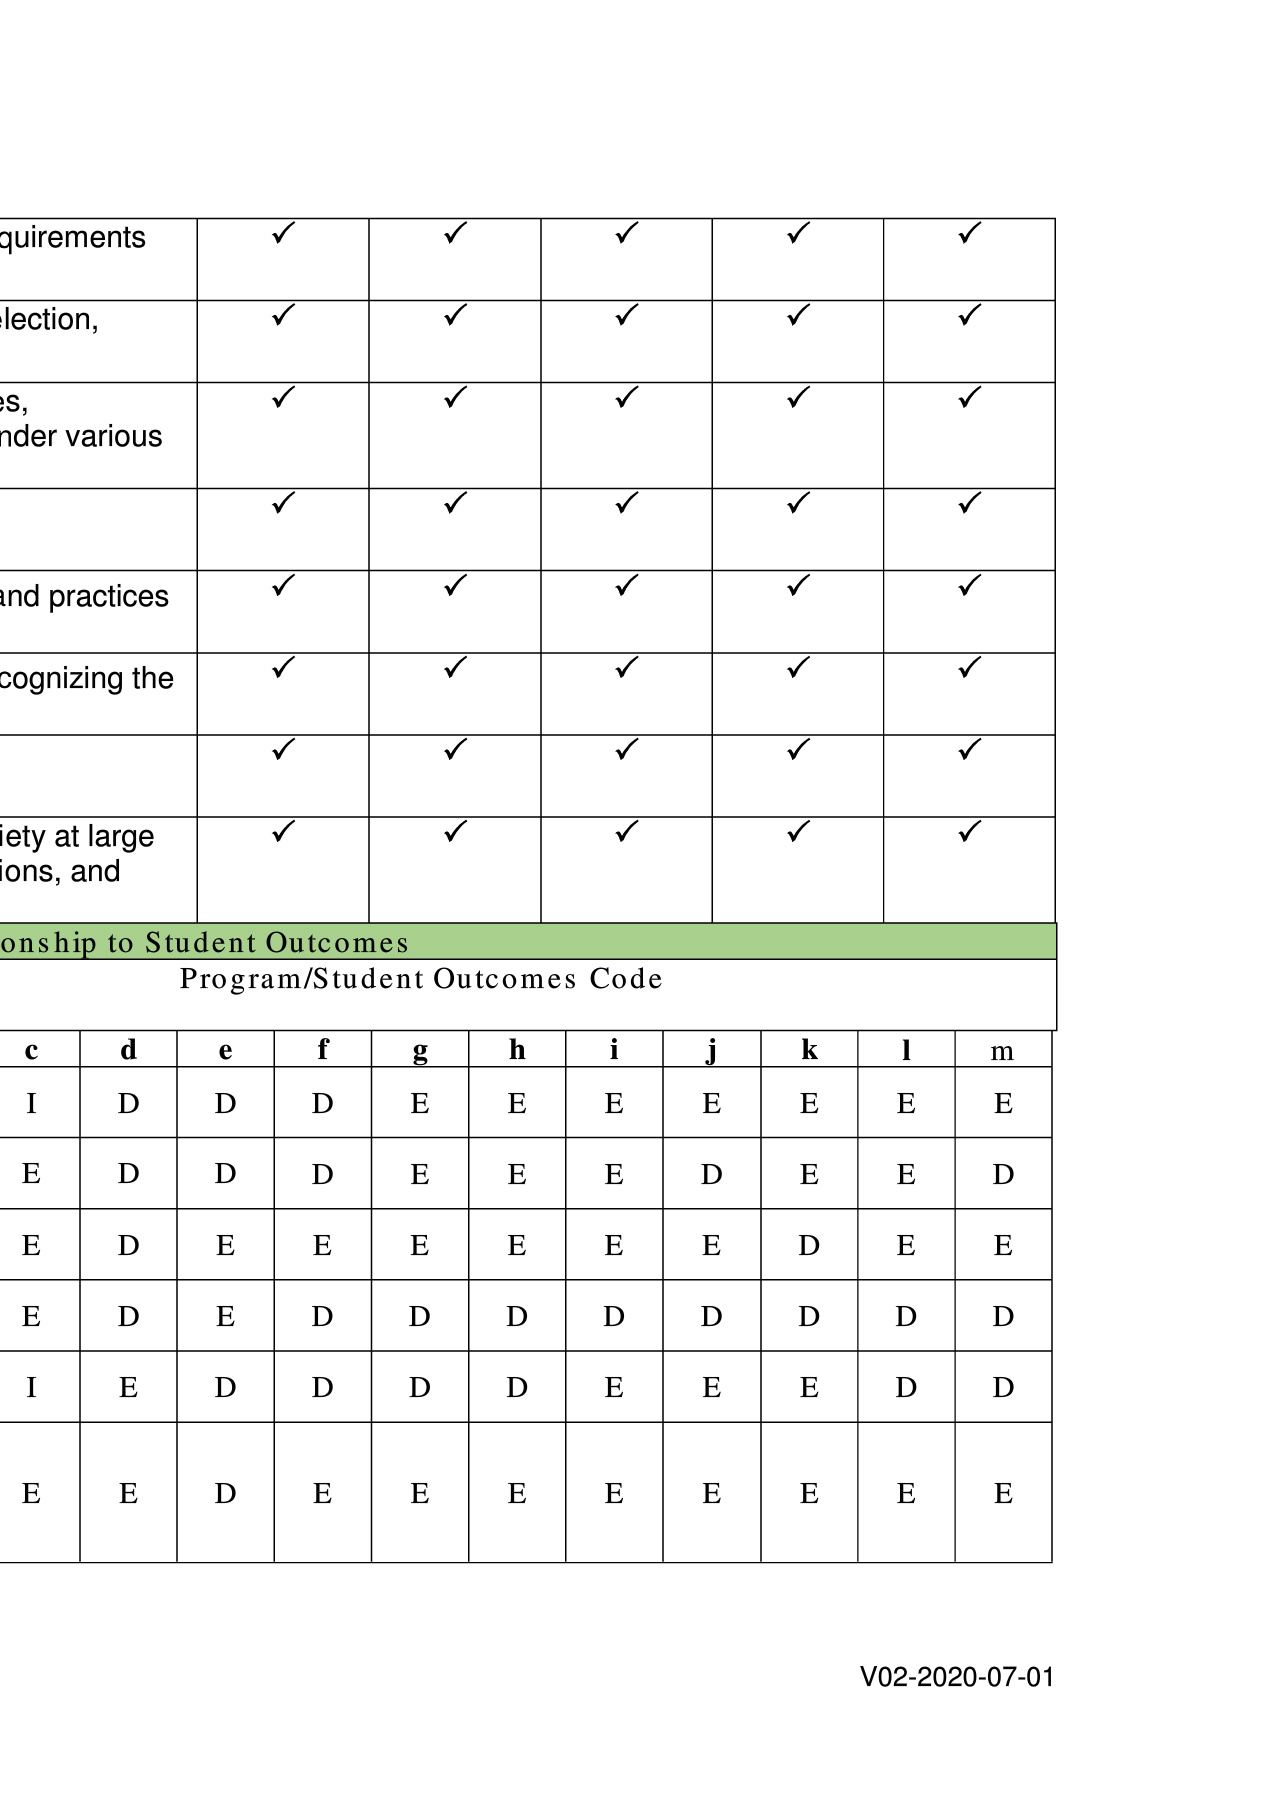 quirements ✓ ✓ ✓ ✓ ✓
election, ✓ ✓ ✓ ✓ ✓
es, ✓ ✓ ✓ ✓ ✓
nder various
✓ ✓ ✓ ✓ ✓
and practices ✓ ✓ ✓ ✓ ✓
cognizing the ✓ ✓ ✓ ✓ ✓
✓ ✓ ✓ ✓ ✓
iety at large ✓ ✓ ✓ ✓ ✓
ions, and
onship to Student Outcomes
Program/Student Outcomes Code
c d e f g h i j k l m
I D D D E E E E E E E
E D D D E E E D E E D
E D E E E E E E D E E
E D E D D D D D D D D
I E D D D D E E E D D
E E D E E E E E E E E
V02-2020-07-01